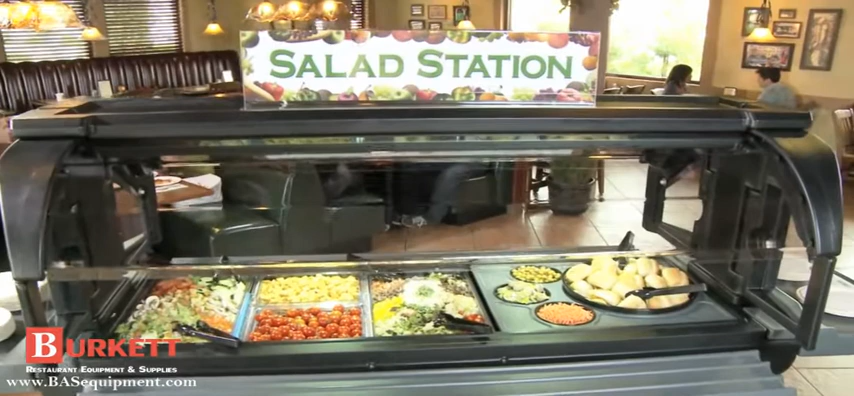 SALAD STATION
BURKETT
RESTAURANT EQUIPMENT & SUPPLIES
www.BASequipment.com